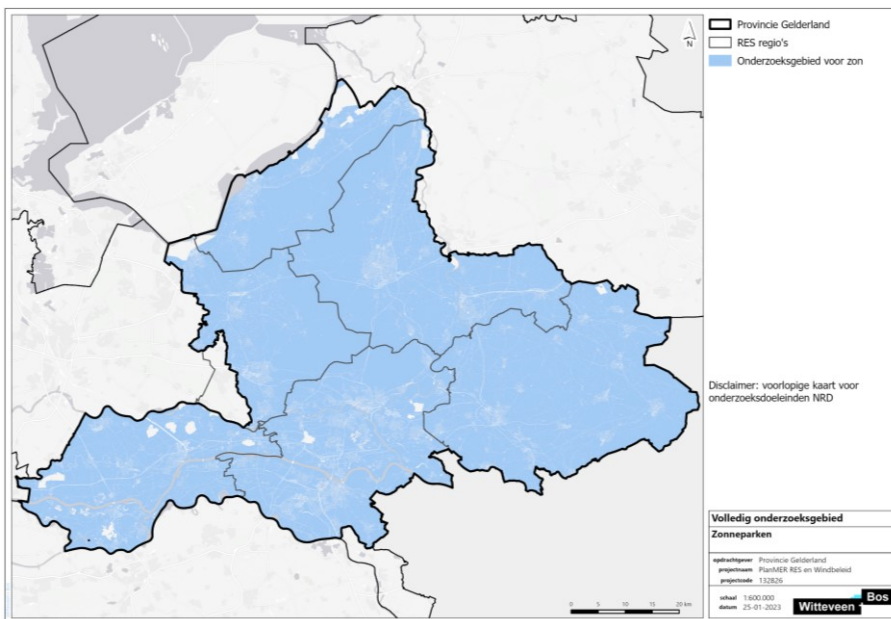 Provincie Gelderland
RES regio's
Onderzoeksgebied voor zon
N
Disclaimer: voorlopige kaart voor
onderzoeksdoeleinden NRD
Volledig onderzoeksgebied
Zonneparken
opdrachtgever Provincie Gelderland
projectnaam PlanMER RES en Windbeleid
projectcode 132826
schaal 1:600.000
datum 25-01-2023
Witteveen + Bos
0 5 10 20 km